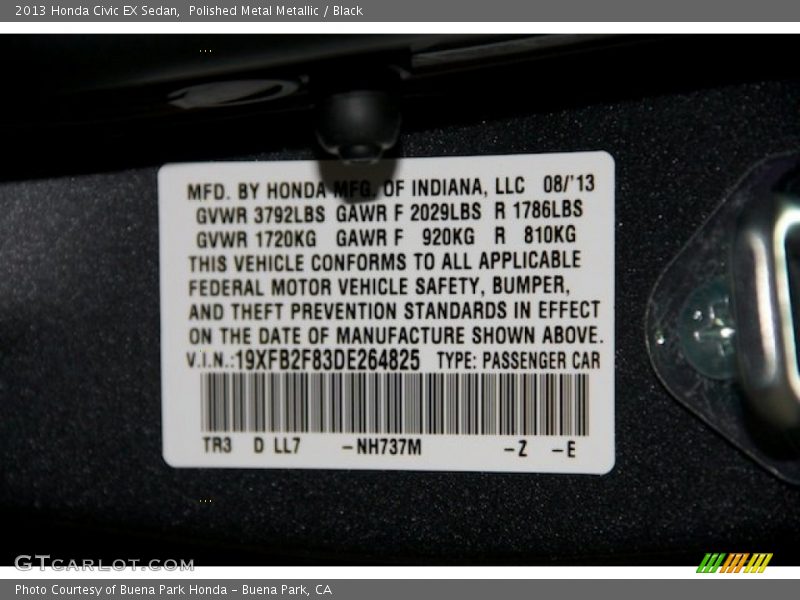 2013 Honda Civic EX Sedan, Polished Metal Metallic / Black
MFD. BY HONDA MFG. OF INDIANA, LLC 08/'13
GVWR 3792LBS GAWR F 2029LBS R 1786LBS
GVWR 1720KG GAWR F 920KG R 810KG
THIS VEHICLE CONFORMS TO ALL APPLICABLE
FEDERAL MOTOR VEHICLE SAFETY, BUMPER,
AND THEFT PREVENTION STANDARDS IN EFFECT
ON THE DATE OF MANUFACTURE SHOWN ABOVE.
V.I.N.:19XFB2F83DE264825 TYPE: PASSENGER CAR
TR3 D LL7 –NH737M –Z –E
GTCARLOT.COM
Photo Courtesy of Buena Park Honda – Buena Park, CA